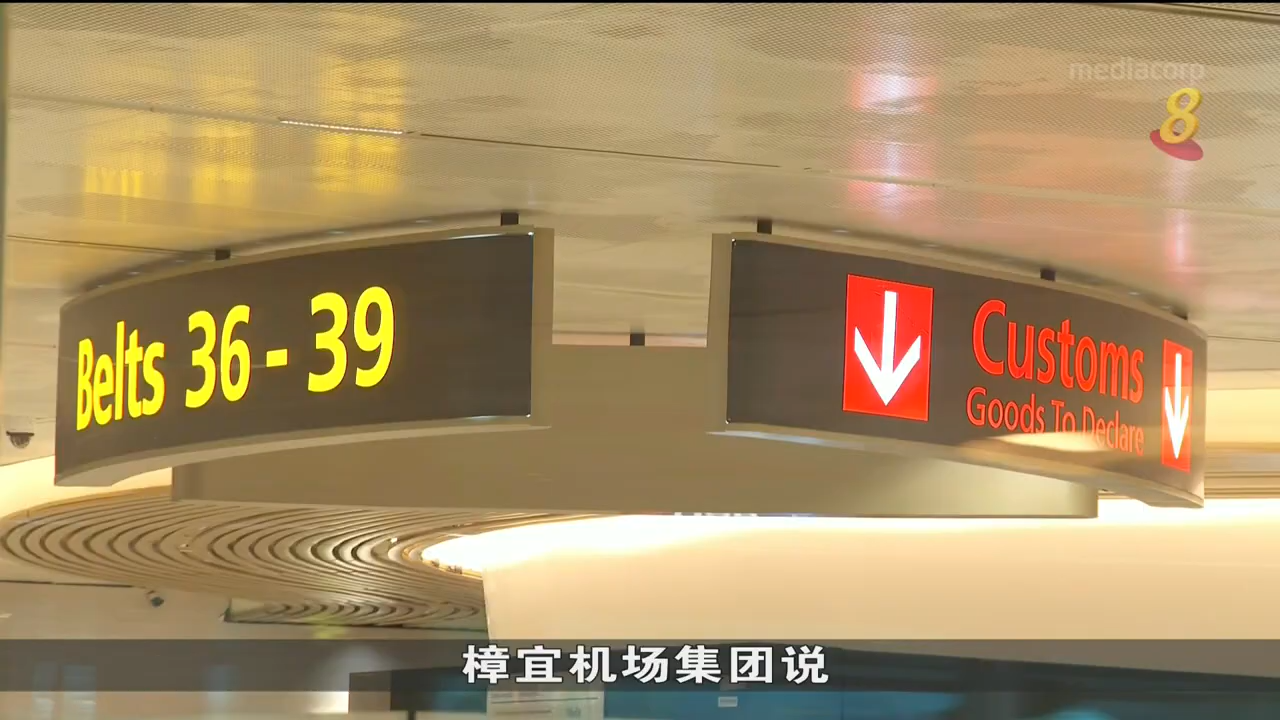 mediacorp
8
Belts 36 - 39
Customs
Goods To Declare
樟宜机场集团说